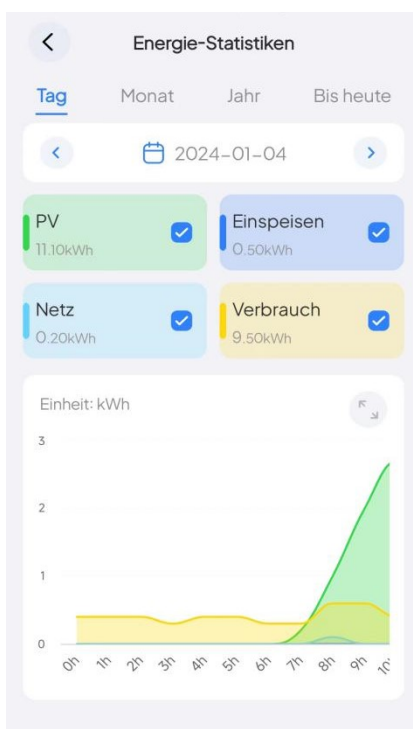 Energie-Statistiken
Tag Monat Jahr Bis heute
2024-01-04
PV
11.10kWh
Einspeisen
0.50kWh
Netz
0.20kWh
Verbrauch
9.50kWh
Einheit: kWh
3
2
1
0
0h 1h 2h 3h 4h 5h 6h 7h 8h 9h 10